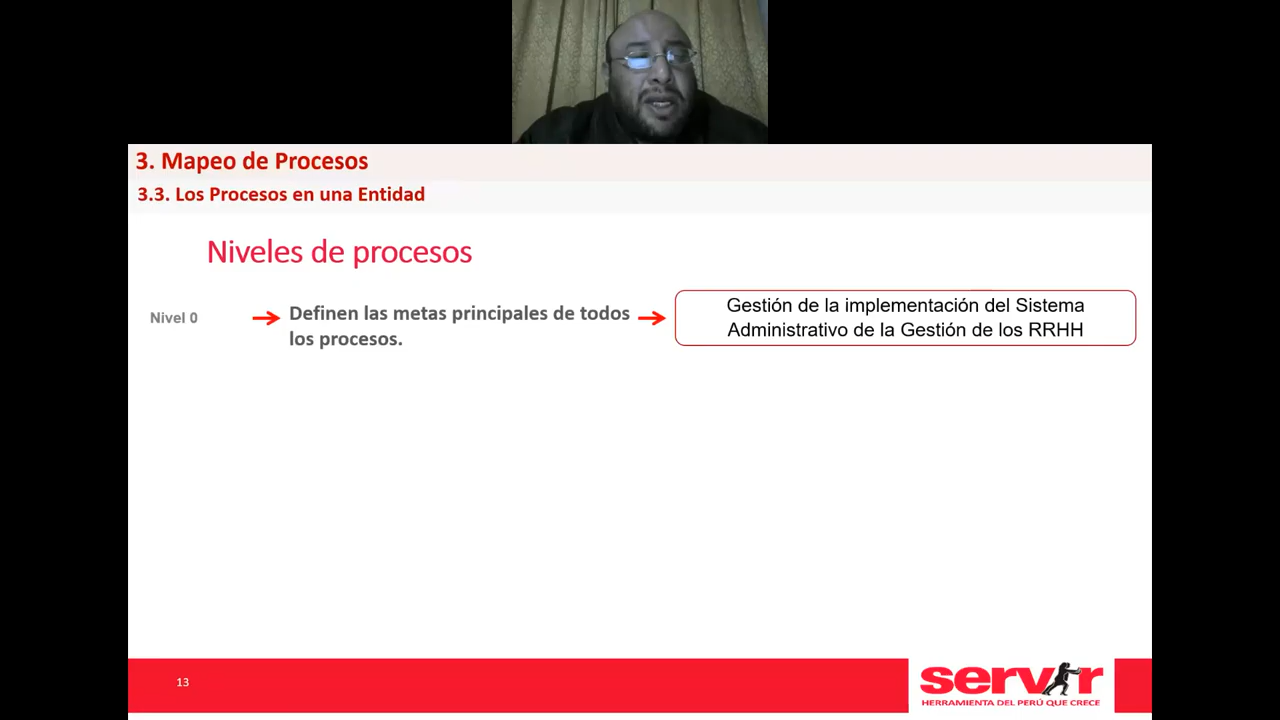 3. Mapeo de Procesos
3.3. Los Procesos en una Entidad
Niveles de procesos
Nivel 0
Definen las metas principales de todos
los procesos.
Gestión de la implementación del Sistema
Administrativo de la Gestión de los RRHH
13
servir
HERRAMIENTA DEL PERÚ QUE CRECE